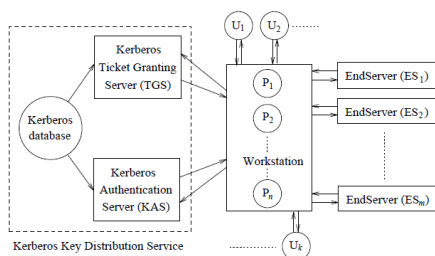 U1
U2
Kerberos
Ticket Granting
Server (TGS)
Kerberos
database
Kerberos
Authentication
Server (KAS)
Kerberos Key Distribution Service
P1
P2
Workstation
Pn
Uk
EndServer (ES1)
EndServer (ES2)
EndServer (ESm)